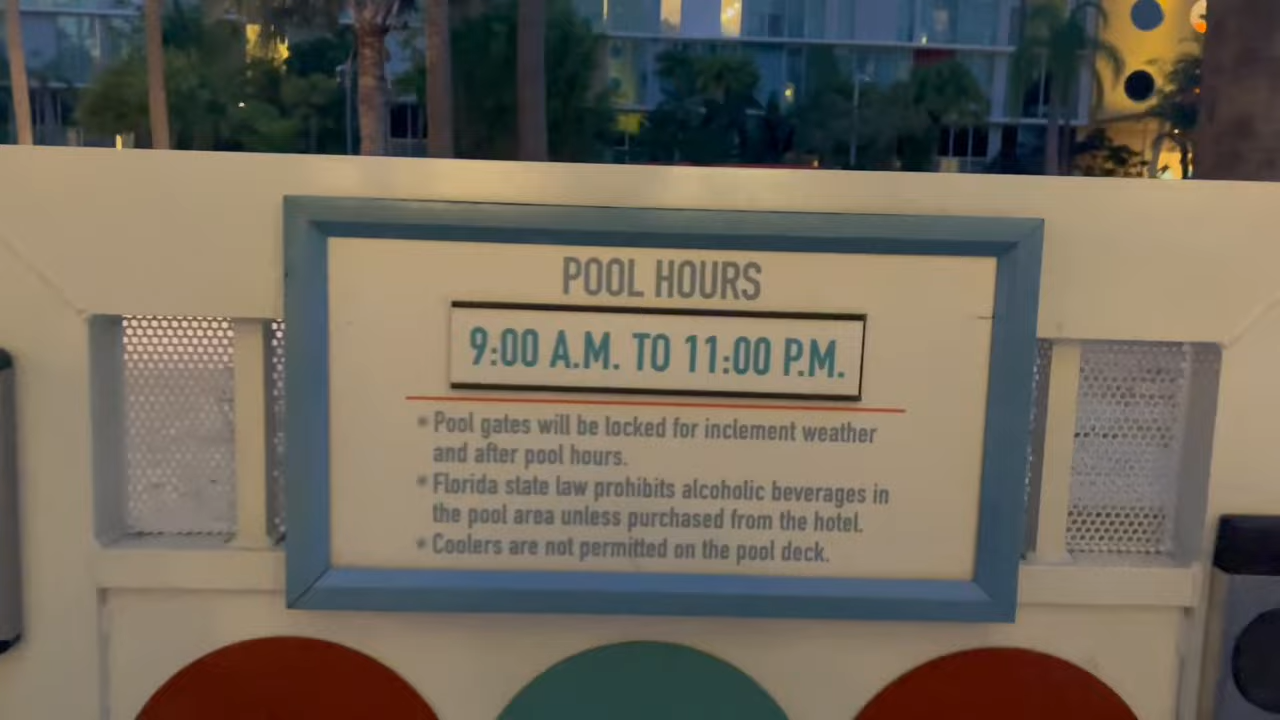 POOL HOURS
9:00 A.M. TO 11:00 P.M.
* Pool gates will be locked for inclement weather
and after pool hours.
* Florida state law prohibits alcoholic beverages in
the pool area unless purchased from the hotel.
* Coolers are not permitted on the pool deck.